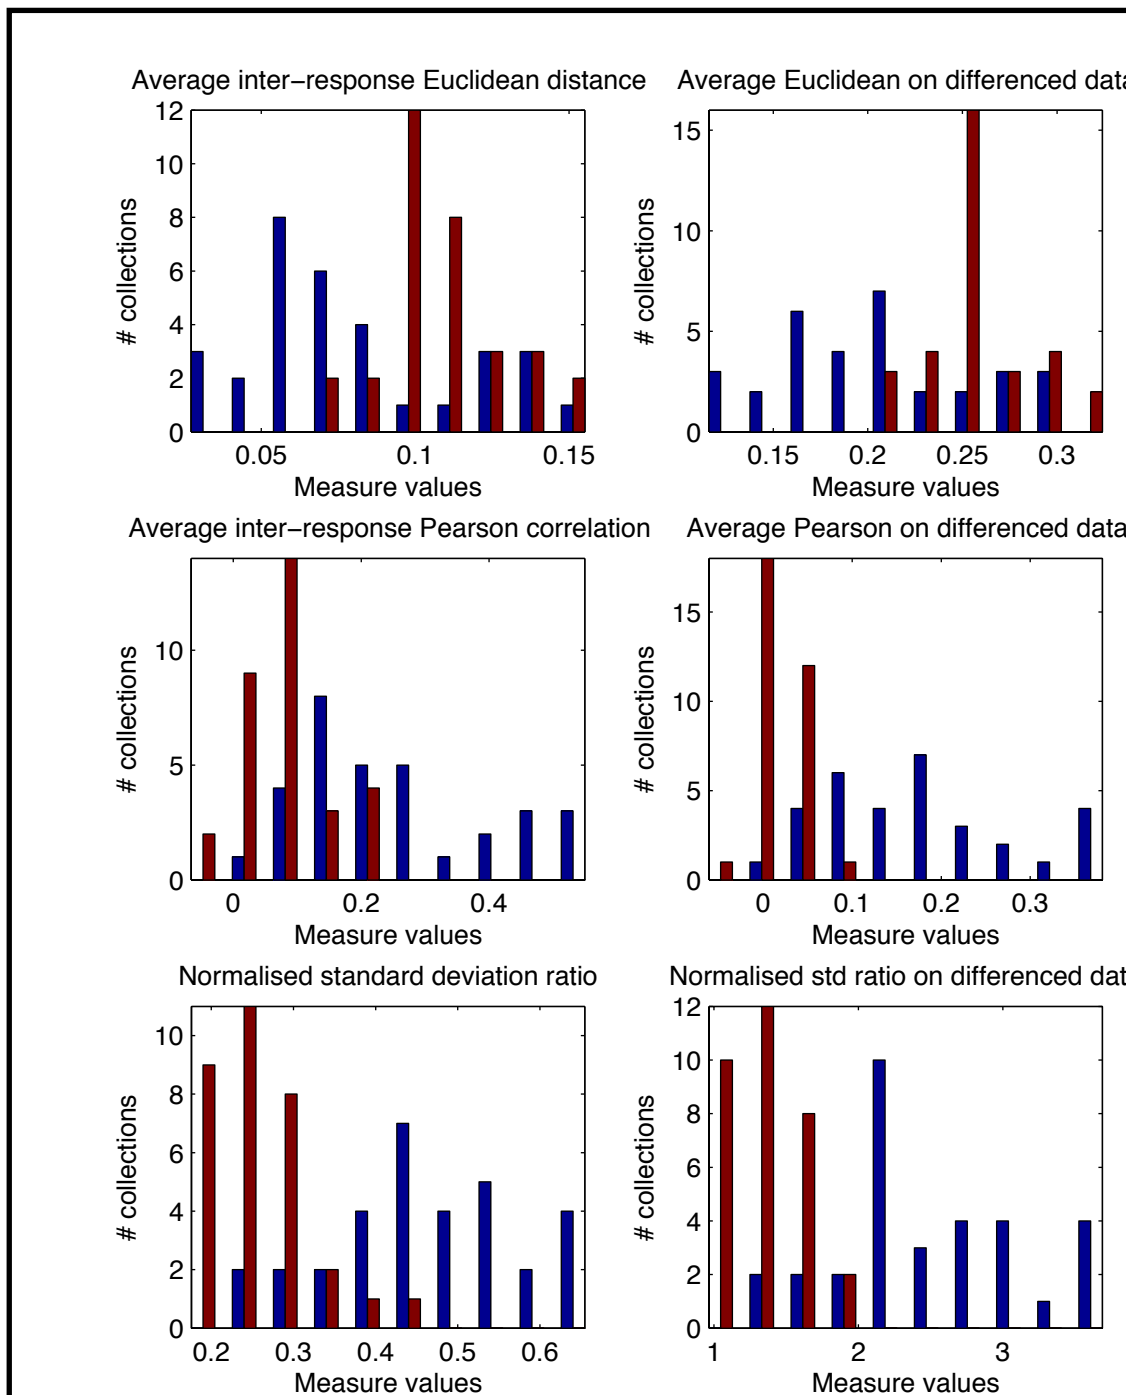 Average inter−response Euclidean distance
12
10
8
6
4
2
0
# collections
0.05 0.1 0.15
Measure values
Average Euclidean on differenced data
15
10
5
0
# collections
0.15 0.2 0.25 0.3
Measure values
Average inter−response Pearson correlation
10
5
0
# collections
0 0.2 0.4
Measure values
Average Pearson on differenced data
15
10
5
0
# collections
0 0.1 0.2 0.3
Measure values
Normalised standard deviation ratio
10
8
6
4
2
0
# collections
0.2 0.3 0.4 0.5 0.6
Measure values
Normalised std ratio on differenced dat
12
10
8
6
4
2
0
# collections
1 2 3
Measure values